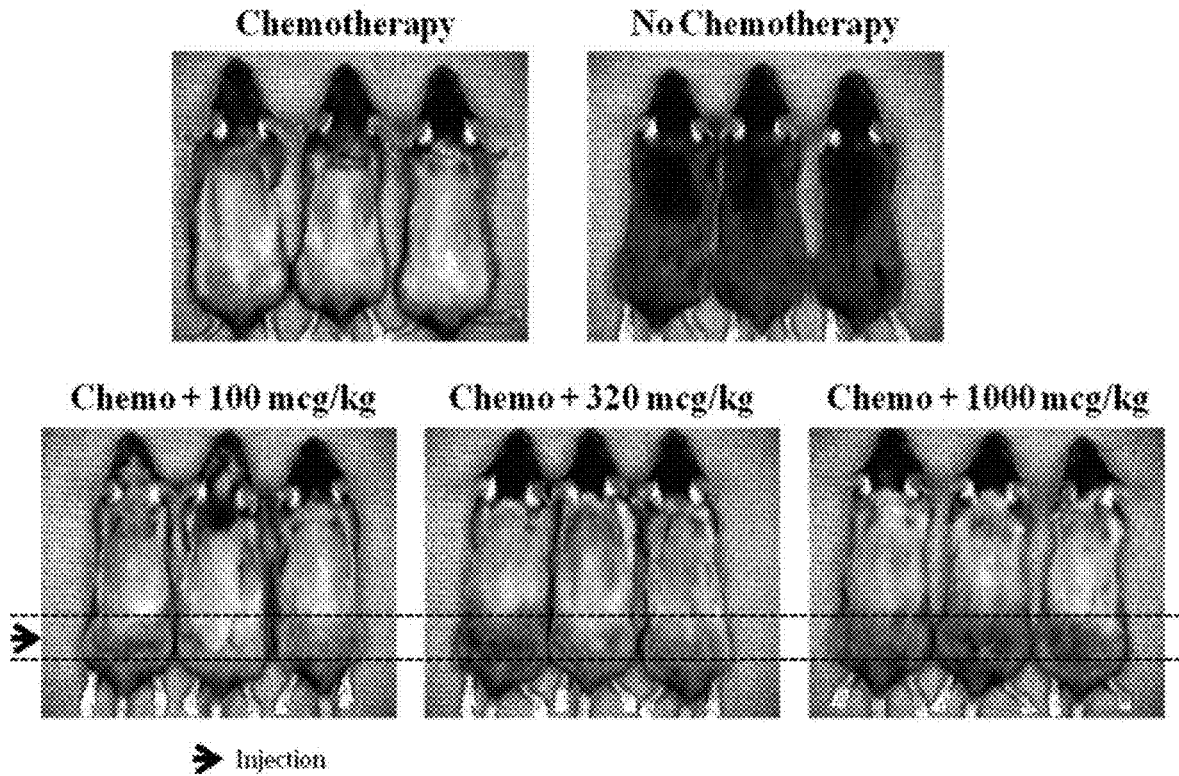 Chemotherapy
No Chemotherapy
Chemo + 100 mcg/kg
Chemo + 320 mcg/kg
Chemo + 1000 mcg/kg
Injection